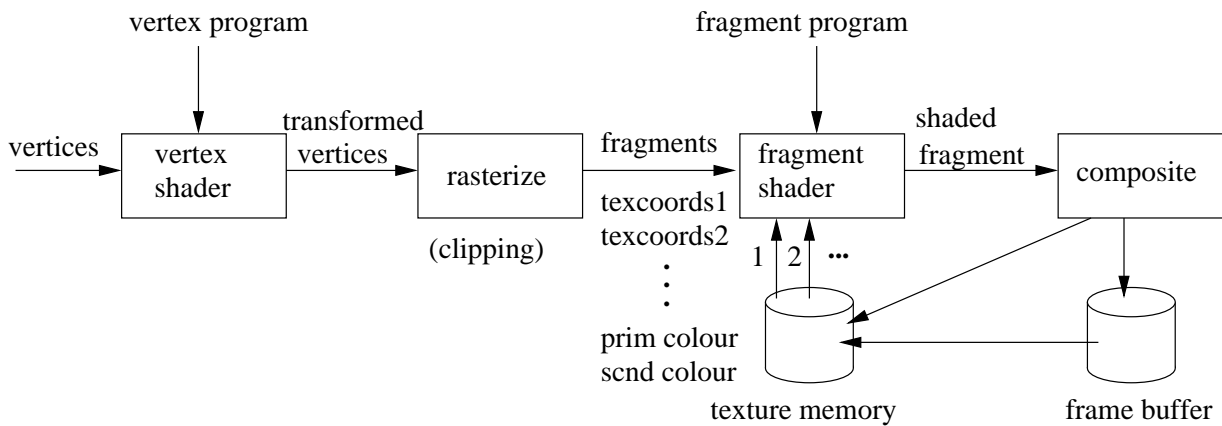 vertex program
fragment program
vertices
vertex
shader
transformed
vertices
rasterize
(clipping)
fragments
texcoords1
texcoords2
prim colour
scnd colour
fragment
shader
1
2
...
shaded
fragment
composite
texture memory
frame buffer